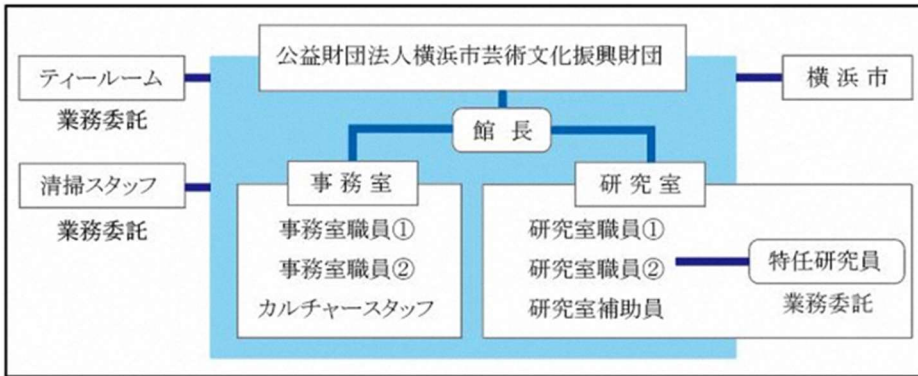 公益財団法人横浜市芸術文化振興財団
ティールーム
業務委託
横浜市
館長
清掃スタッフ
業務委託
事務室
事務室職員①
事務室職員②
カルチャースタッフ
研究室
研究室職員①
研究室職員②
研究室補助員
特任研究員
業務委託